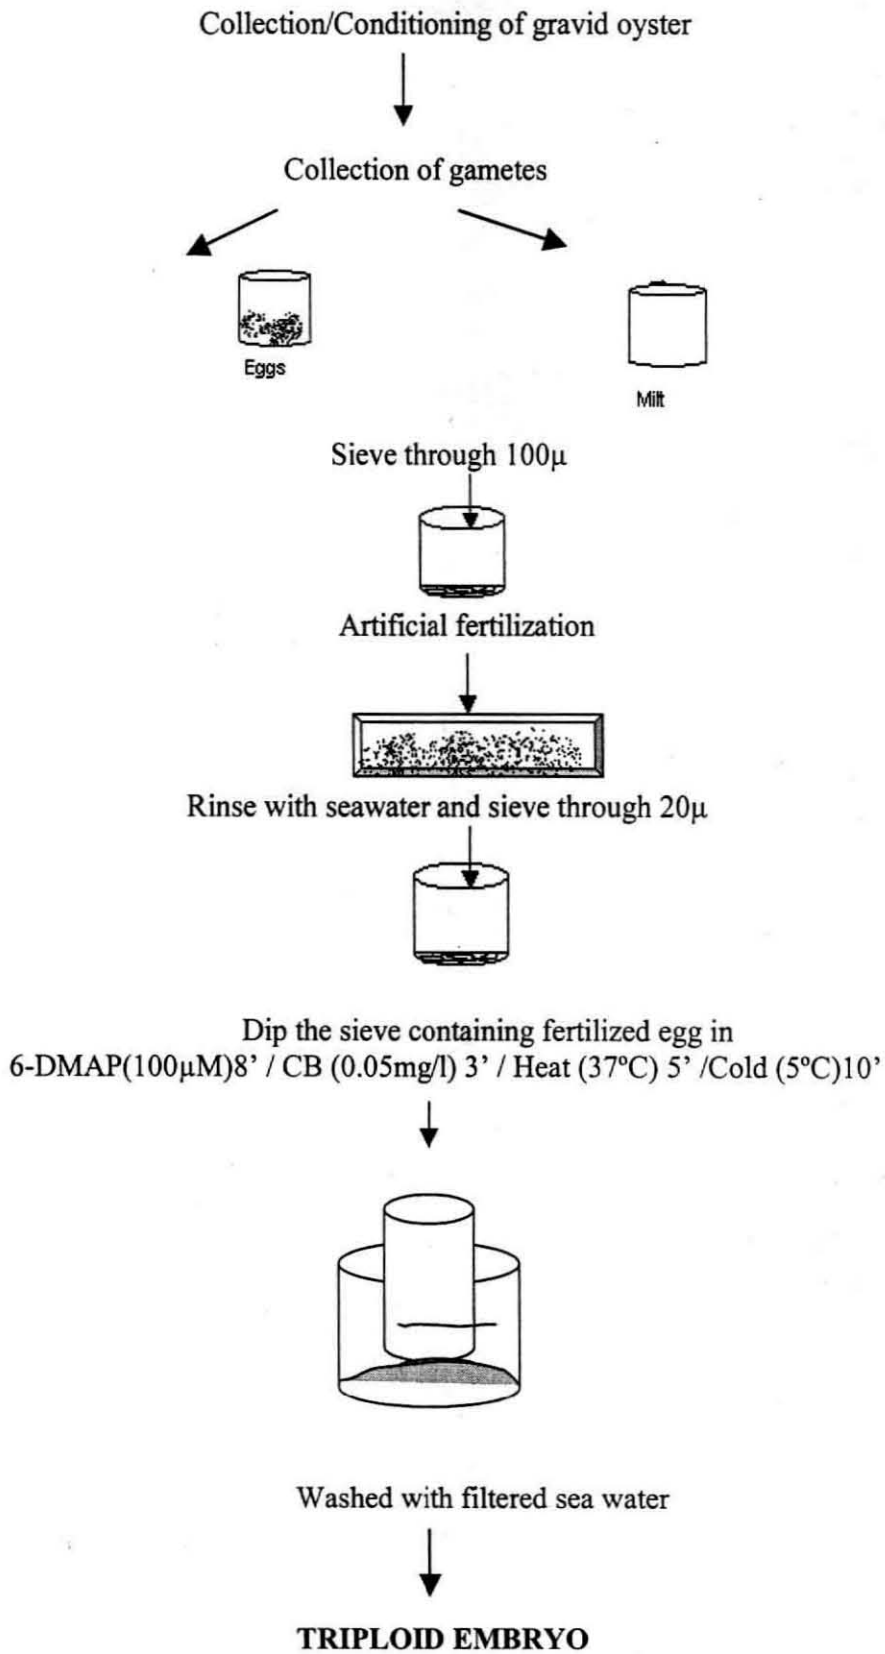 Collection/Conditioning of gravid oyster
Collection of gametes
Eggs
Milt
Sieve through 100µ
Artificial fertilization
Rinse with seawater and sieve through 20µ
Dip the sieve containing fertilized egg in
6-DMAP(100µM)8’ / CB (0.05mg/l) 3’ / Heat (37ºC) 5’ /Cold (5ºC)10’
Washed with filtered sea water
TRIPLOID EMBRYO